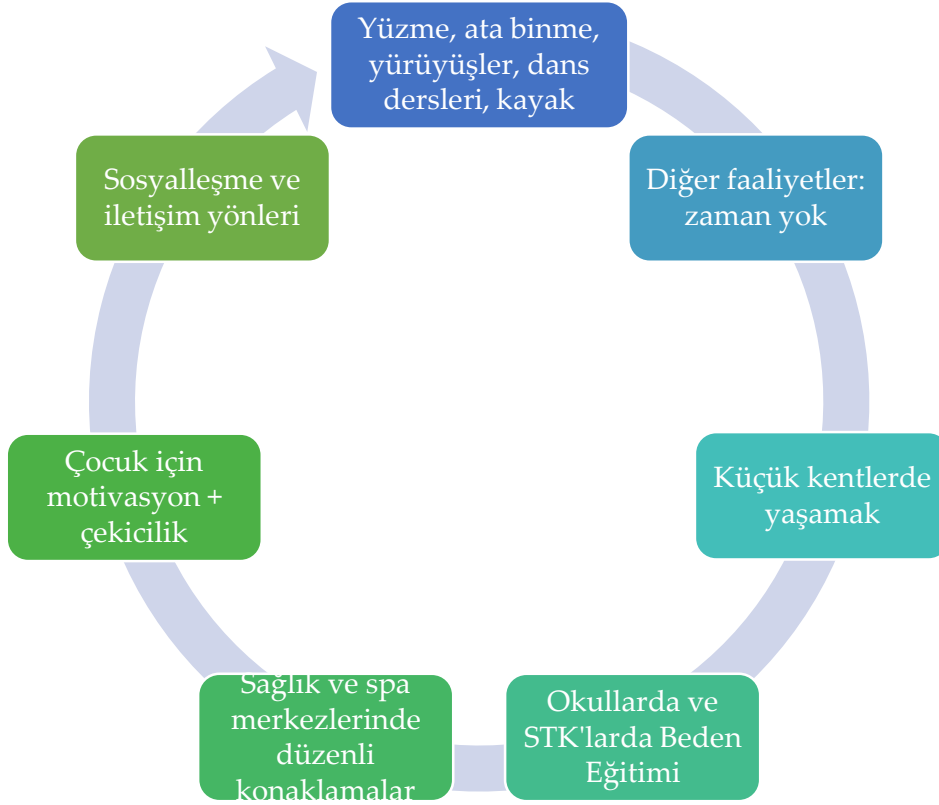 Yüzme, ata binme,
yürüyüşler, dans
dersleri, kayak
Diğer faaliyetler:
zaman yok
Küçük kentlerde
yaşamak
Okullarda ve
STK'larda Beden
Eğitimi
Sağlık ve spa
merkezlerinde
düzenli
konaklamalar
Çocuk için
motivasyon +
çekicilik
Sosyalleşme ve
iletişim yönleri